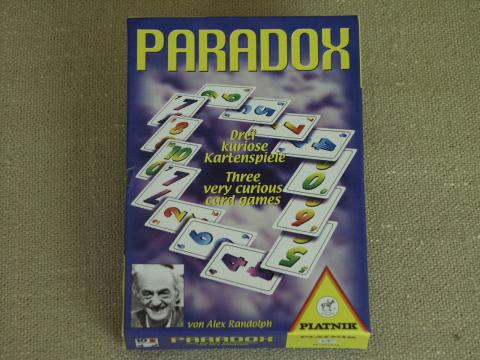 PARADOX
Drei
kuriose
Kartenspiele
Three
very curious
card games
von Alex Randolph
PIATNIK
PARADOX